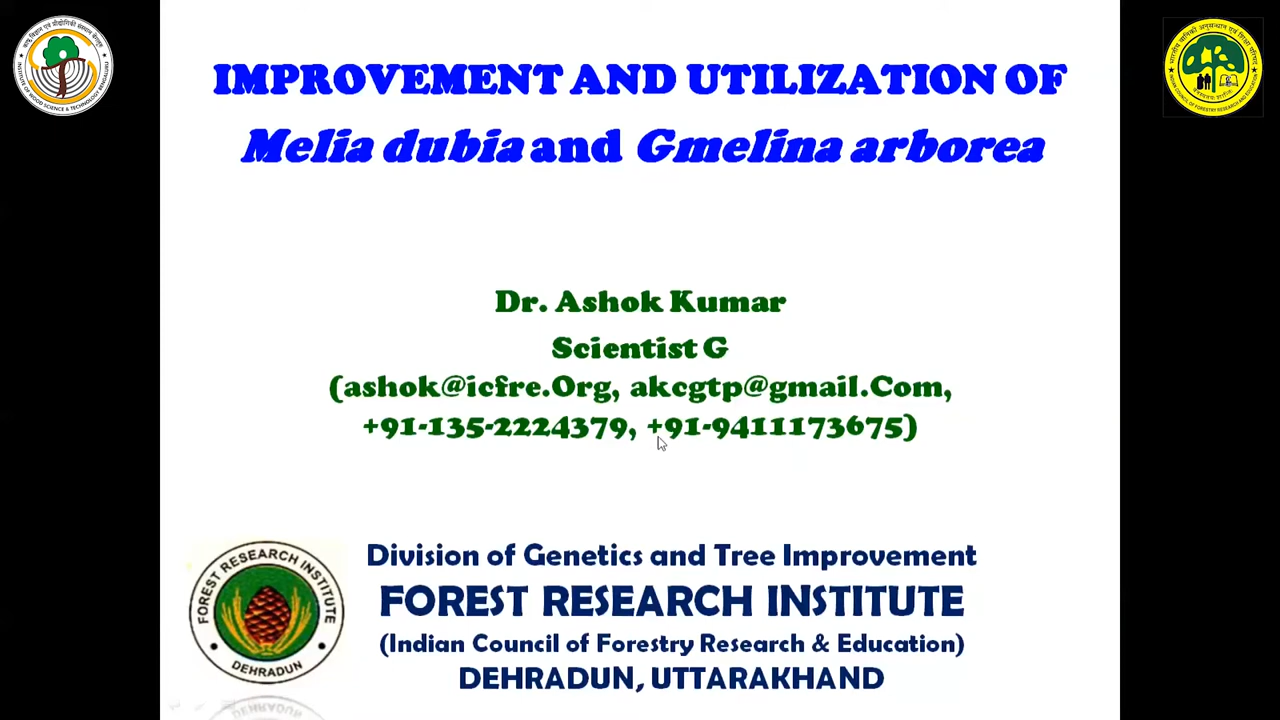 IMPROVEMENT AND UTILIZATION OF
Melia dubia and Gmelina arborea
Dr. Ashok Kumar
Scientist G
(ashok@icfre.Org, akcgtp@gmail.Com,
+91-135-2224379, +91-9411173675)
FOREST RESEARCH INSTITUTE
DEHRADUN
Division of Genetics and Tree Improvement
FOREST RESEARCH INSTITUTE
(Indian Council of Forestry Research & Education)
DEHRADUN, UTTARAKHAND